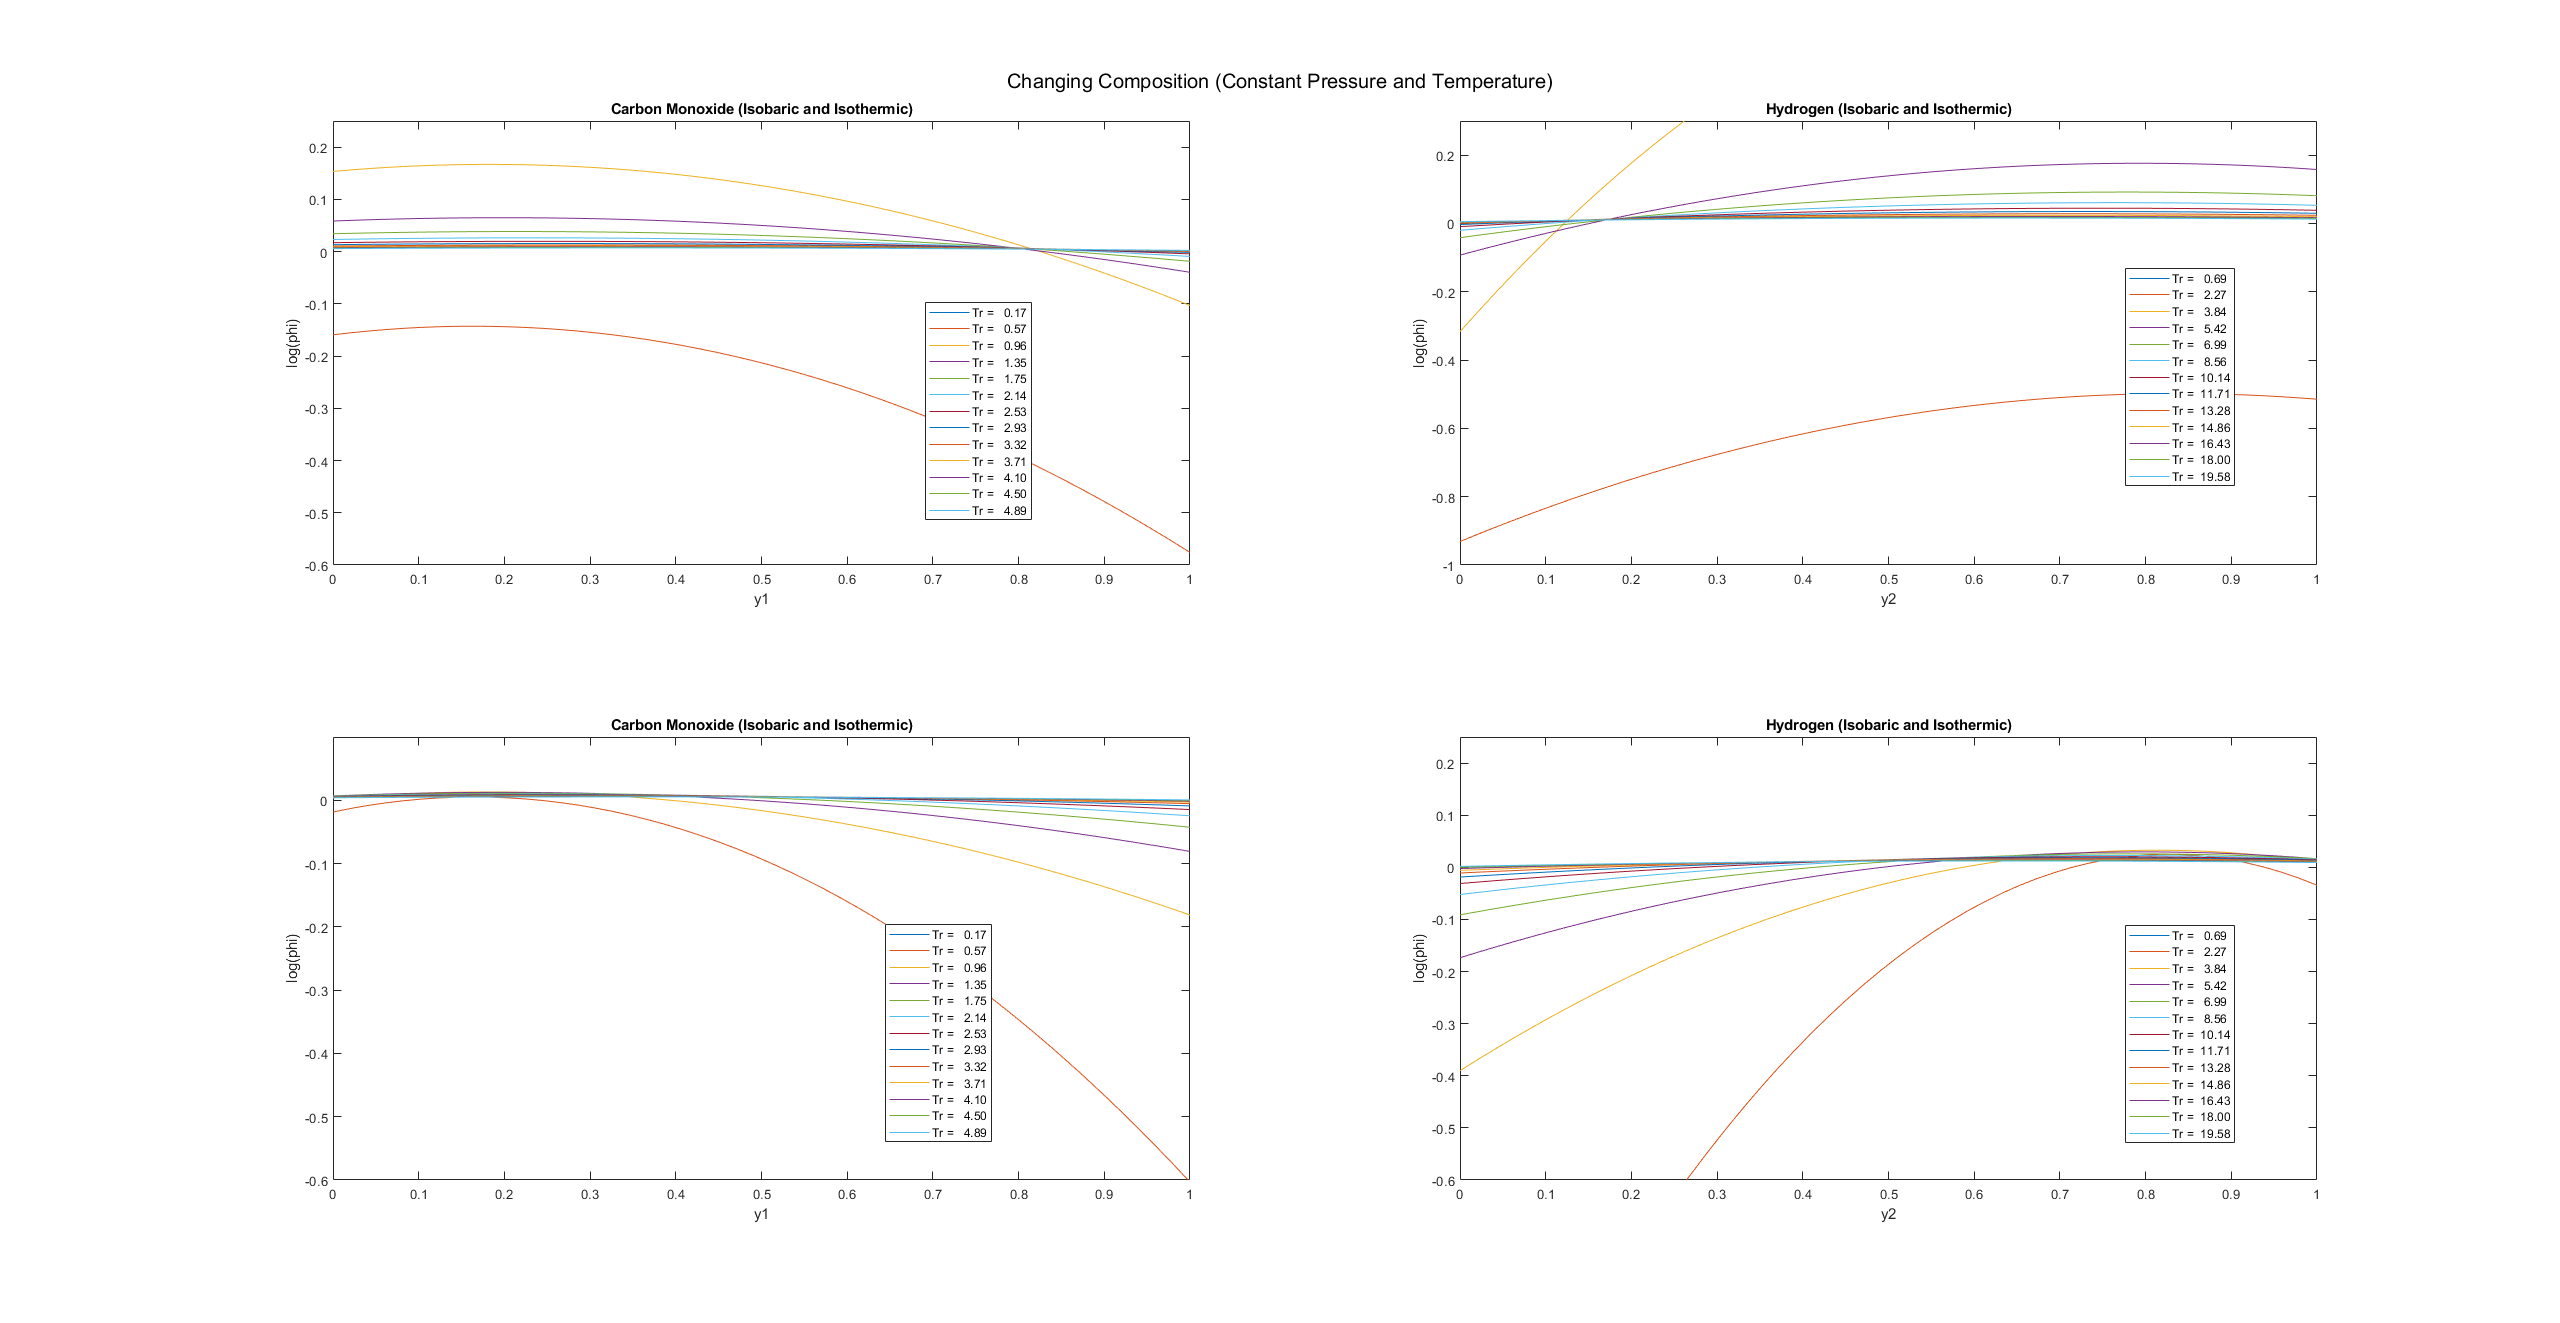 Changing Composition (Constant Pressure and Temperature)
Carbon Monoxide (Isobaric and Isothermic)
log(phi)
0.2
0.1
0
-0.1
-0.2
-0.3
-0.4
-0.5
-0.6
Tr = 0.17
Tr = 0.57
Tr = 0.96
Tr = 1.35
Tr = 1.75
Tr = 2.14
Tr = 2.53
Tr = 2.93
Tr = 3.32
Tr = 3.71
Tr = 4.10
Tr = 4.50
Tr = 4.89
0 0.1 0.2 0.3 0.4 0.5 0.6 0.7 0.8 0.9 1
y1
Hydrogen (Isobaric and Isothermic)
log(phi)
0.2
0
-0.2
-0.4
-0.6
-0.8
-1
Tr = 0.69
Tr = 2.27
Tr = 3.84
Tr = 5.42
Tr = 6.99
Tr = 8.56
Tr = 10.14
Tr = 11.71
Tr = 13.28
Tr = 14.86
Tr = 16.43
Tr = 18.00
Tr = 19.58
0 0.1 0.2 0.3 0.4 0.5 0.6 0.7 0.8 0.9 1
y2
Carbon Monoxide (Isobaric and Isothermic)
log(phi)
0
-0.1
-0.2
-0.3
-0.4
-0.5
-0.6
Tr = 0.17
Tr = 0.57
Tr = 0.96
Tr = 1.35
Tr = 1.75
Tr = 2.14
Tr = 2.53
Tr = 2.93
Tr = 3.32
Tr = 3.71
Tr = 4.10
Tr = 4.50
Tr = 4.89
0 0.1 0.2 0.3 0.4 0.5 0.6 0.7 0.8 0.9 1
y1
Hydrogen (Isobaric and Isothermic)
log(phi)
0.2
0.1
0
-0.1
-0.2
-0.3
-0.4
-0.5
-0.6
Tr = 0.69
Tr = 2.27
Tr = 3.84
Tr = 5.42
Tr = 6.99
Tr = 8.56
Tr = 10.14
Tr = 11.71
Tr = 13.28
Tr = 14.86
Tr = 16.43
Tr = 18.00
Tr = 19.58
0 0.1 0.2 0.3 0.4 0.5 0.6 0.7 0.8 0.9 1
y2